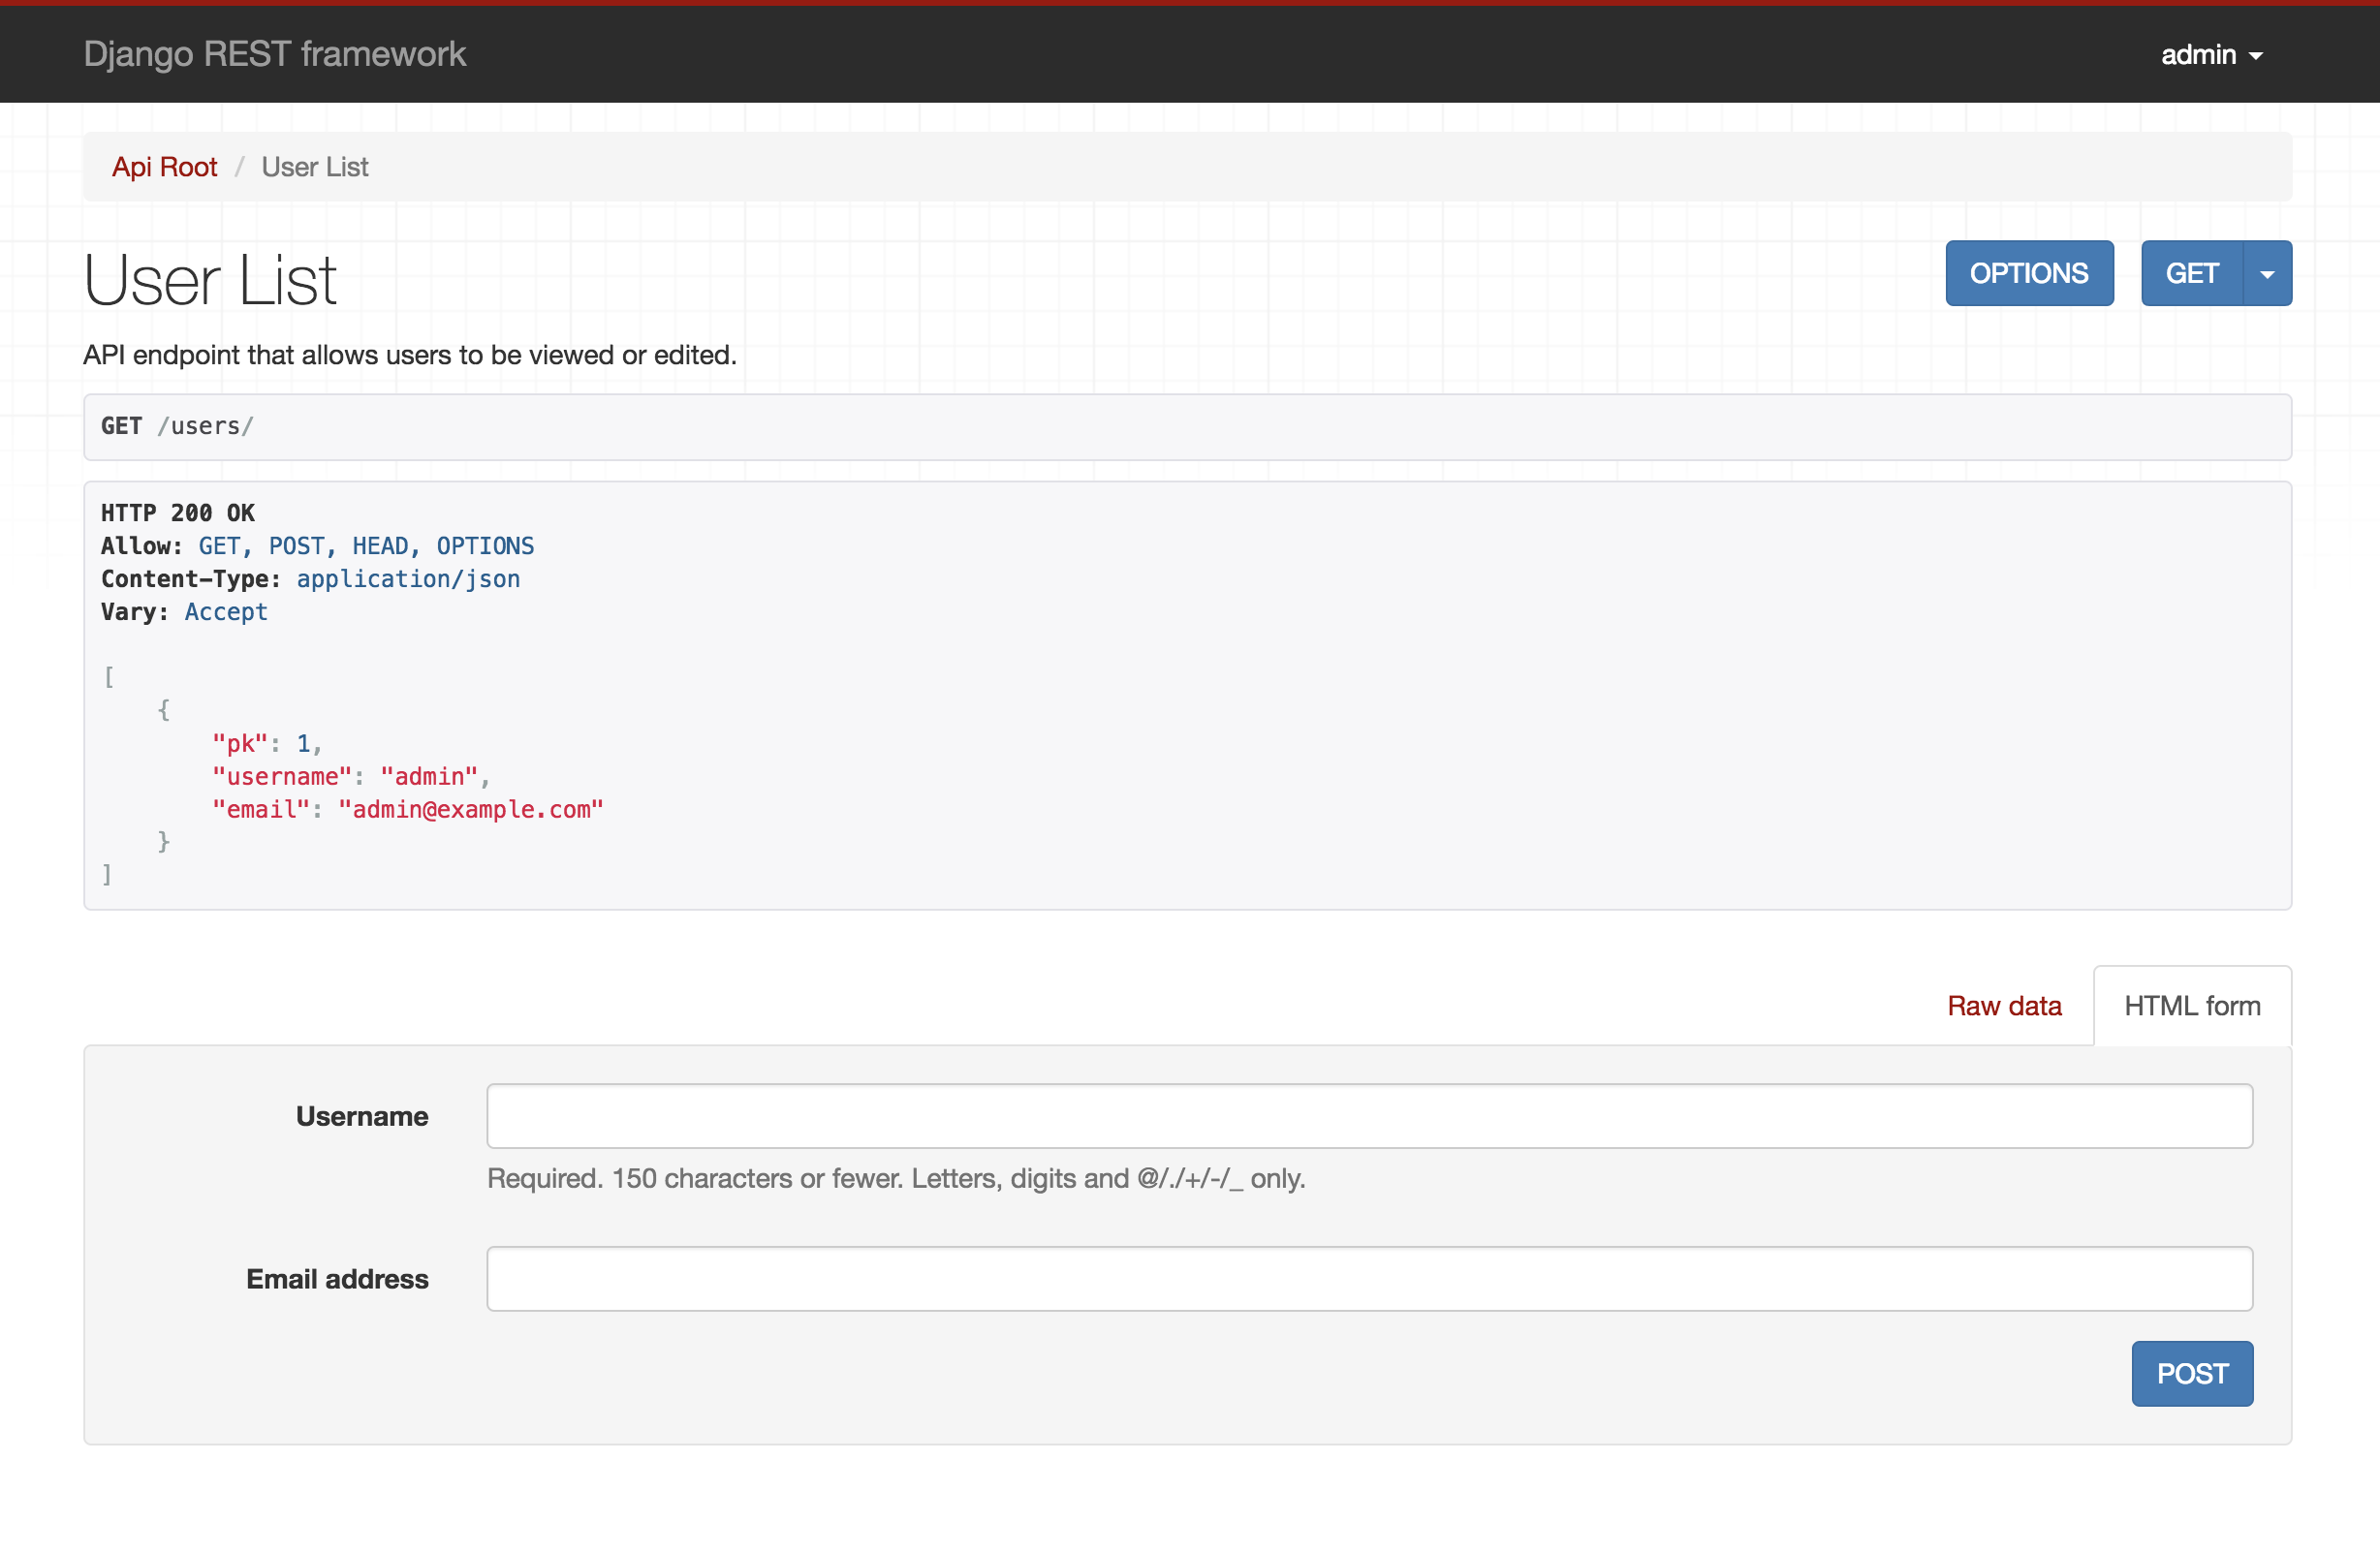 Django REST framework
admin
Api Root / User List
User List
OPTIONS
GET
API endpoint that allows users to be viewed or edited.
GET /users/
HTTP 200 OK
Allow: GET, POST, HEAD, OPTIONS
Content-Type: application/json
Vary: Accept
[
    {
        "pk": 1,
        "username": "admin",
        "email": "admin@example.com"
    }
]
Raw data
HTML form
Username
Required. 150 characters or fewer. Letters, digits and @/./+/-/_ only.
Email address
POST